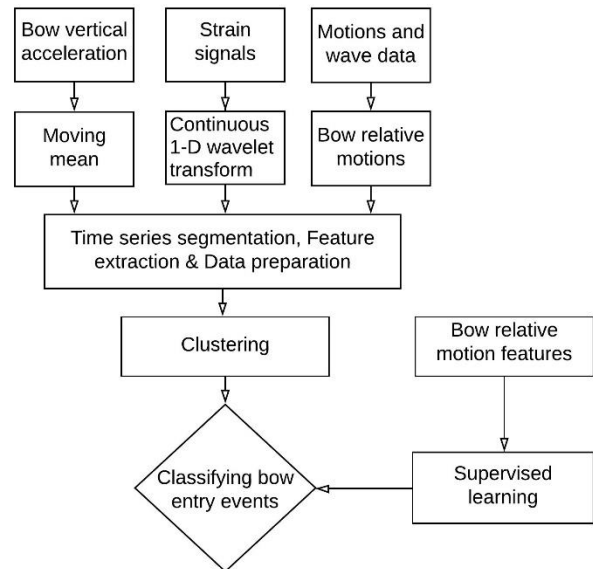 Bow vertical
acceleration
Strain
signals
Motions and
wave data
Moving
mean
Continuous
1-D wavelet
transform
Bow relative
motions
Time series segmentation, Feature
extraction & Data preparation
Clustering
Bow relative
motion features
Classifying bow
entry events
Supervised
learning